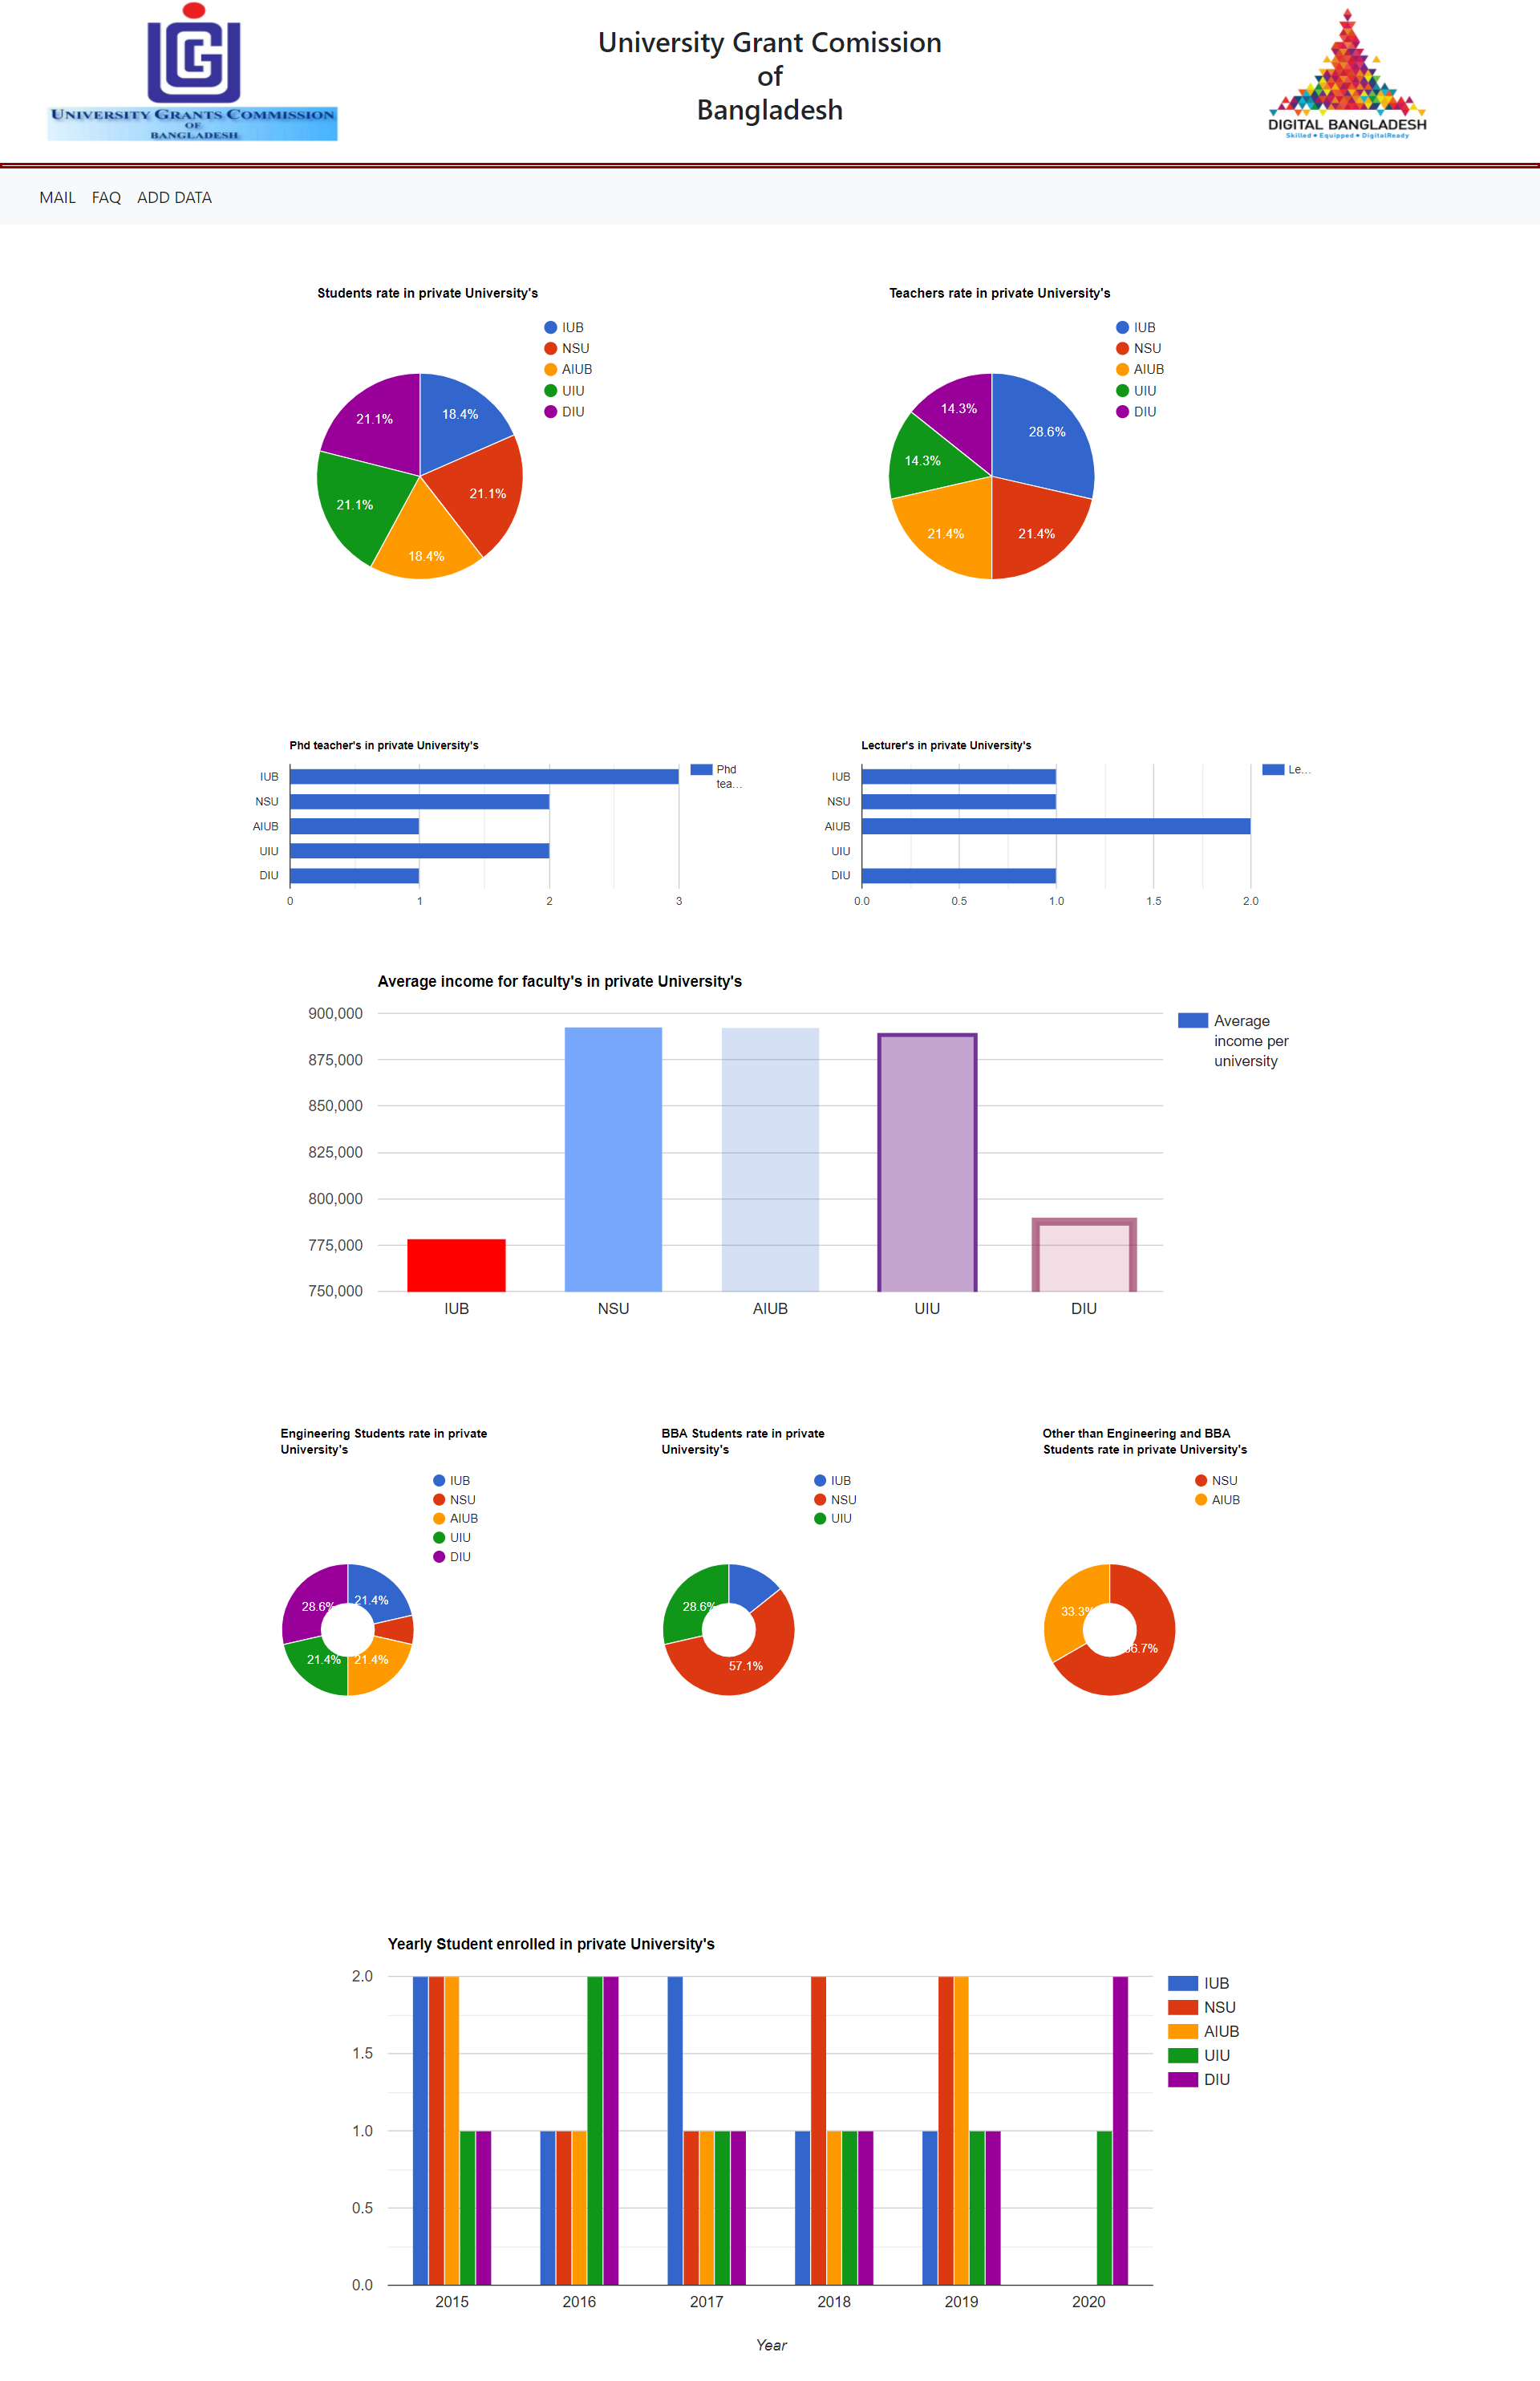 UNIVERSITY GRANTS COMMISSION
OF
BANGLADESH
University Grant Comission
of
Bangladesh
DIGITAL BANGLADESH
Skilled • Equipped • DigitalReady
MAIL FAQ ADD DATA
Students rate in private University's
IUB
NSU
AIUB
UIU
DIU
18.4%
21.1%
18.4%
21.1%
21.1%
Teachers rate in private University's
IUB
NSU
AIUB
UIU
DIU
28.6%
21.4%
21.4%
14.3%
14.3%
Phd teacher's in private University's
IUB
NSU
AIUB
UIU
DIU
0 1 2 3
Phd
tea...
Lecturer's in private University's
IUB
NSU
AIUB
UIU
DIU
0.0 0.5 1.0 1.5 2.0
Le...
Average income for faculty's in private University's
900,000
875,000
850,000
825,000
800,000
775,000
750,000
IUB NSU AIUB UIU DIU
Average
income per
university
Engineering Students rate in private
University's
IUB
NSU
AIUB
UIU
DIU
28.6% 21.4%
21.4% 21.4%
BBA Students rate in private
University's
IUB
NSU
UIU
28.6%
57.1%
Other than Engineering and BBA
Students rate in private University's
NSU
AIUB
33.3%
6.7%
Yearly Student enrolled in private University's
2.0
1.5
1.0
0.5
0.0
2015 2016 2017 2018 2019 2020
Year
IUB
NSU
AIUB
UIU
DIU